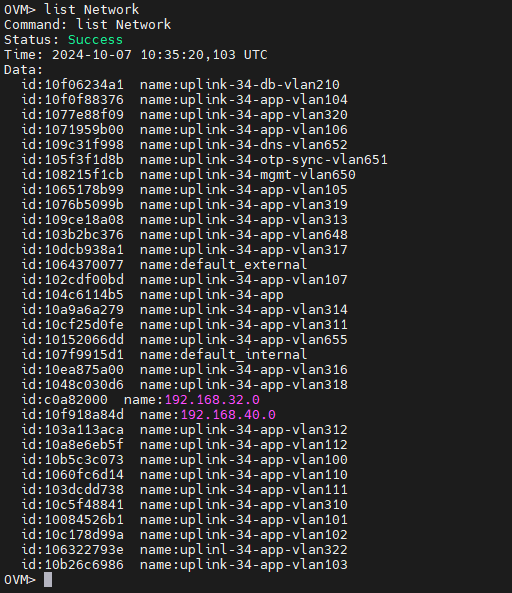 OVM> list Network
Command: list Network
Status: Success
Time: 2024-10-07 10:35:20,103 UTC
Data:
  id:10f06234a1  name:uplink-34-db-vlan210
  id:10f0f88376  name:uplink-34-app-vlan104
  id:1077e88f09  name:uplink-34-app-vlan320
  id:1071959b00  name:uplink-34-app-vlan106
  id:109c31f998  name:uplink-34-dns-vlan652
  id:105f3f1d8b  name:uplink-34-otp-sync-vlan651
  id:108215f1cb  name:uplink-34-mgmt-vlan650
  id:1065178b99  name:uplink-34-app-vlan105
  id:1076b5099b  name:uplink-34-app-vlan319
  id:109ce18a08  name:uplink-34-app-vlan313
  id:103b2bc376  name:uplink-34-app-vlan648
  id:10dcb938a1  name:uplink-34-app-vlan317
  id:1064370077  name:default_external
  id:102cdf00bd  name:uplink-34-app-vlan107
  id:104c6114b5  name:uplink-34-app
  id:10a9a6a279  name:uplink-34-app-vlan314
  id:10cf25d0fe  name:uplink-34-app-vlan311
  id:10152066dd  name:uplink-34-app-vlan655
  id:107f9915d1  name:default_internal
  id:10ea875a00  name:uplink-34-app-vlan316
  id:1048c030d6  name:uplink-34-app-vlan318
  id:c0a82000  name:192.168.32.0
  id:10f918a84d  name:192.168.40.0
  id:103a113aca  name:uplink-34-app-vlan312
  id:10a8e6eb5f  name:uplink-34-app-vlan112
  id:10b5c3c073  name:uplink-34-app-vlan100
  id:1060fc6d14  name:uplink-34-app-vlan110
  id:103dcdd738  name:uplink-34-app-vlan111
  id:10c5f48841  name:uplink-34-app-vlan310
  id:10084526b1  name:uplink-34-app-vlan101
  id:10c178d99a  name:uplink-34-app-vlan102
  id:106322793e  name:uplinl-34-app-vlan322
  id:10b26c6986  name:uplink-34-app-vlan103
OVM>